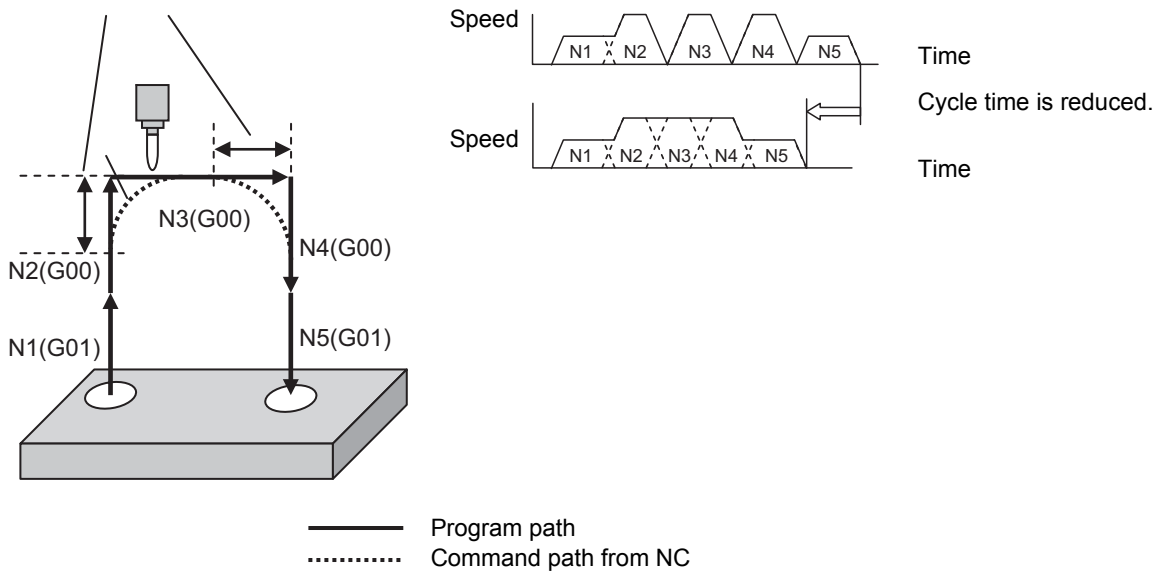 Speed
N1 N2 N3 N4 N5
Time
Cycle time is reduced.
Speed
N1 N2 N3 N4 N5
Time
N3(G00)
N4(G00)
N2(G00)
N5(G01)
N1(G01)
Program path
Command path from NC